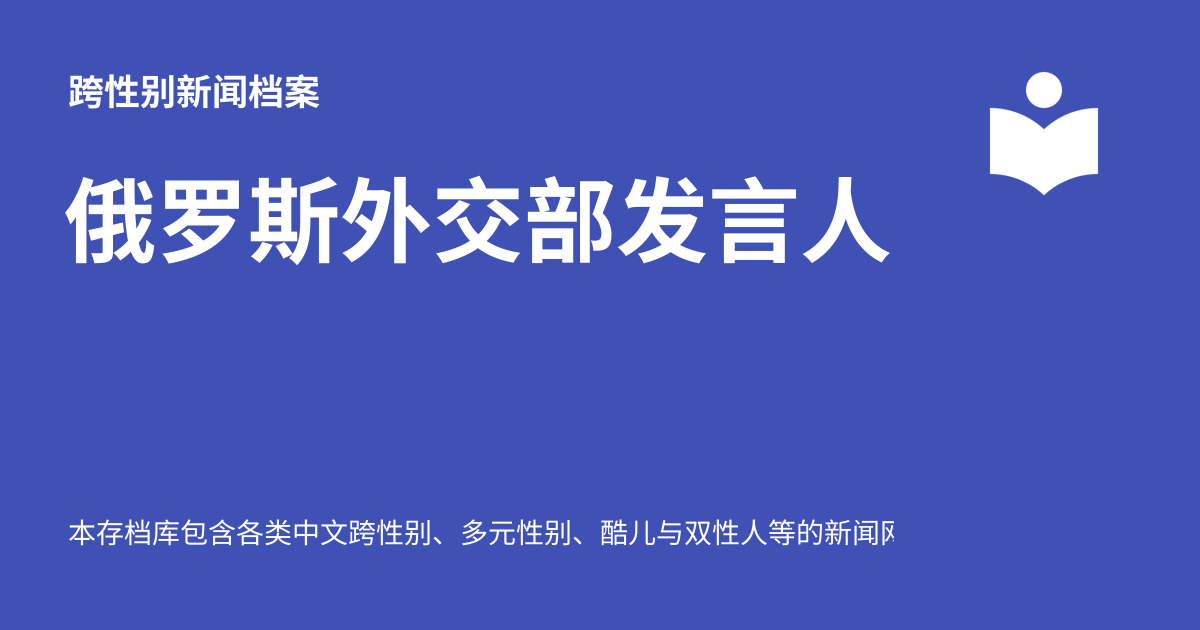 跨性别新闻档案
俄罗斯外交部发言人
本存档库包含各类中文跨性别、多元性别、酷儿与双性人等的新闻